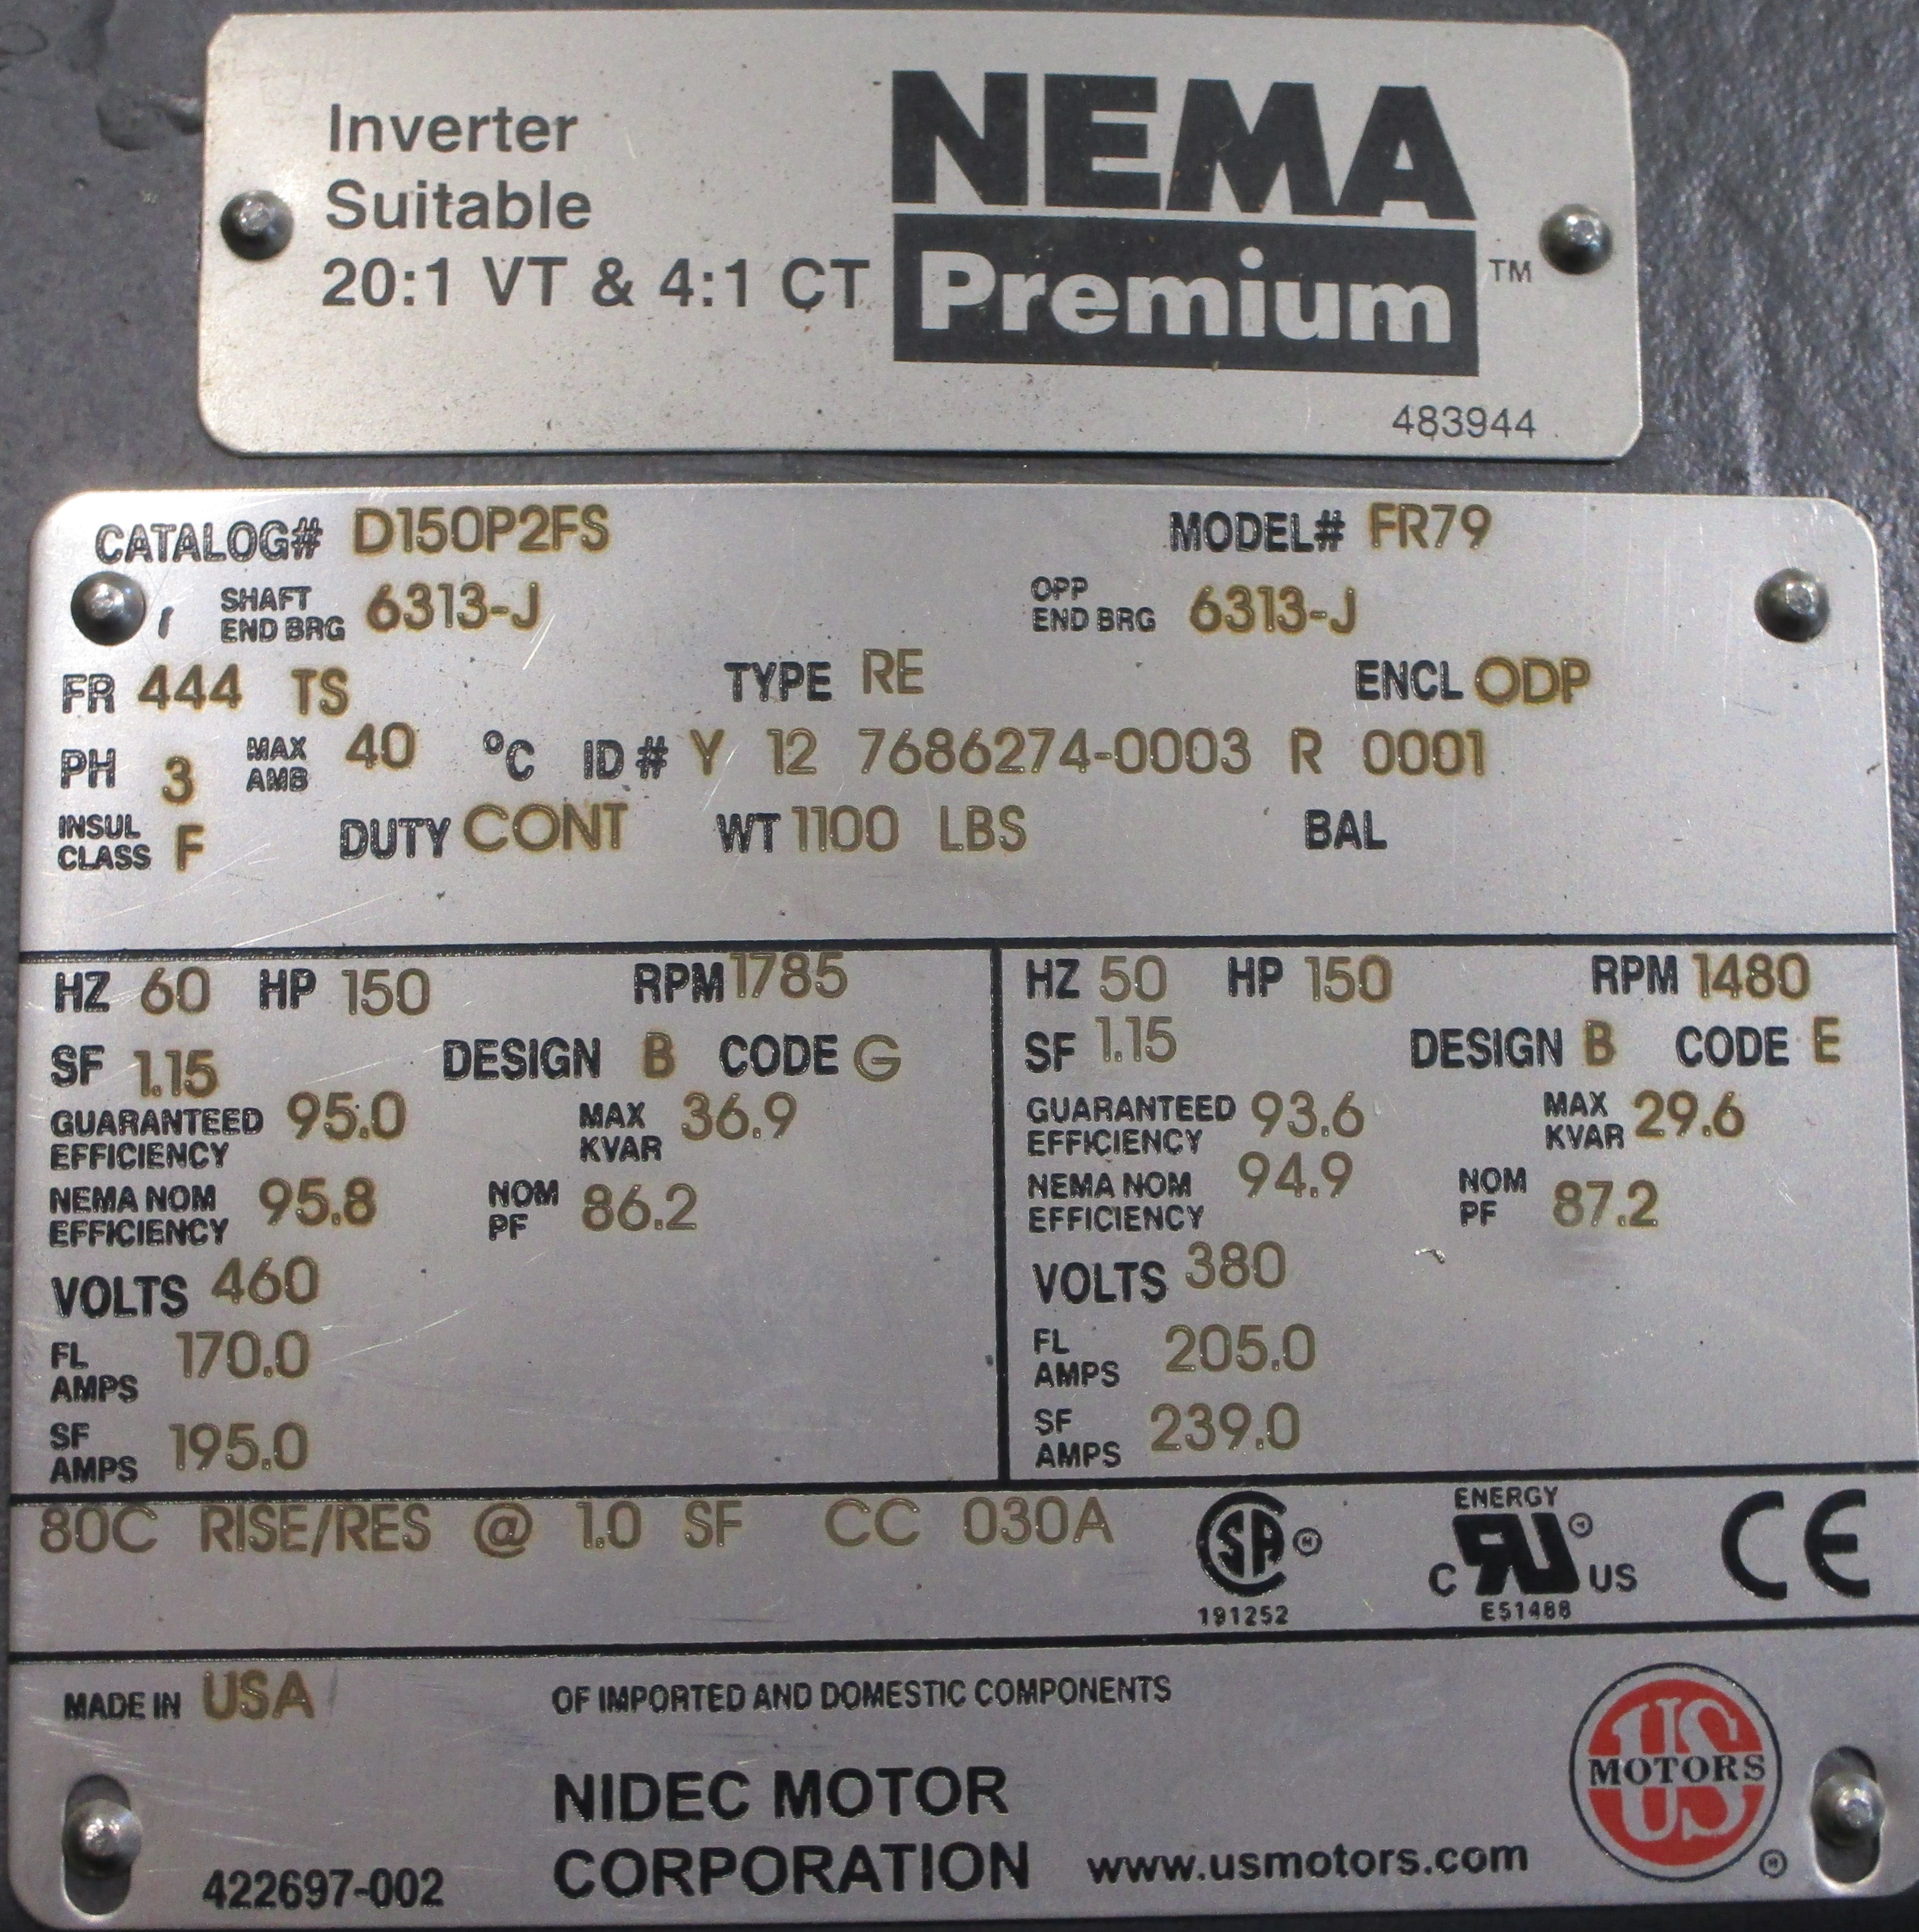 Inverter
Suitable
20:1 VT & 4:1 CT
NEMA
Premium™
483944
CATALOG# D150P2FS MODEL# FR79
SHAFT END BRG 6313-J OPP END BRG 6313-J
FR 444 TS TYPE RE ENCL ODP
PH 3 MAX AMB 40 °C ID# Y 12 7686274-0003 R 0001
INSUL CLASS F DUTY CONT WT 1100 LBS BAL
HZ 60 HP 150 RPM 1785
SF 1.15 DESIGN B CODE G
GUARANTEED EFFICIENCY 95.0 MAX KVAR 36.9
NEMA NOM EFFICIENCY 95.8 NOM PF 86.2
VOLTS 460
FL AMPS 170.0
SF AMPS 195.0
HZ 50 HP 150 RPM 1480
SF 1.15 DESIGN B CODE E
GUARANTEED EFFICIENCY 93.6 MAX KVAR 29.6
NEMA NOM EFFICIENCY 94.9 NOM PF 87.2
VOLTS 380
FL AMPS 205.0
SF AMPS 239.0
80C RISE/RES @ 1.0 SF CC 030A
SA ®
191252
ENERGY
C RU ® US
E51488
CE
MADE IN USA OF IMPORTED AND DOMESTIC COMPONENTS
NIDEC MOTOR
CORPORATION
www.usmotors.com
422697-002
US
MOTORS
®